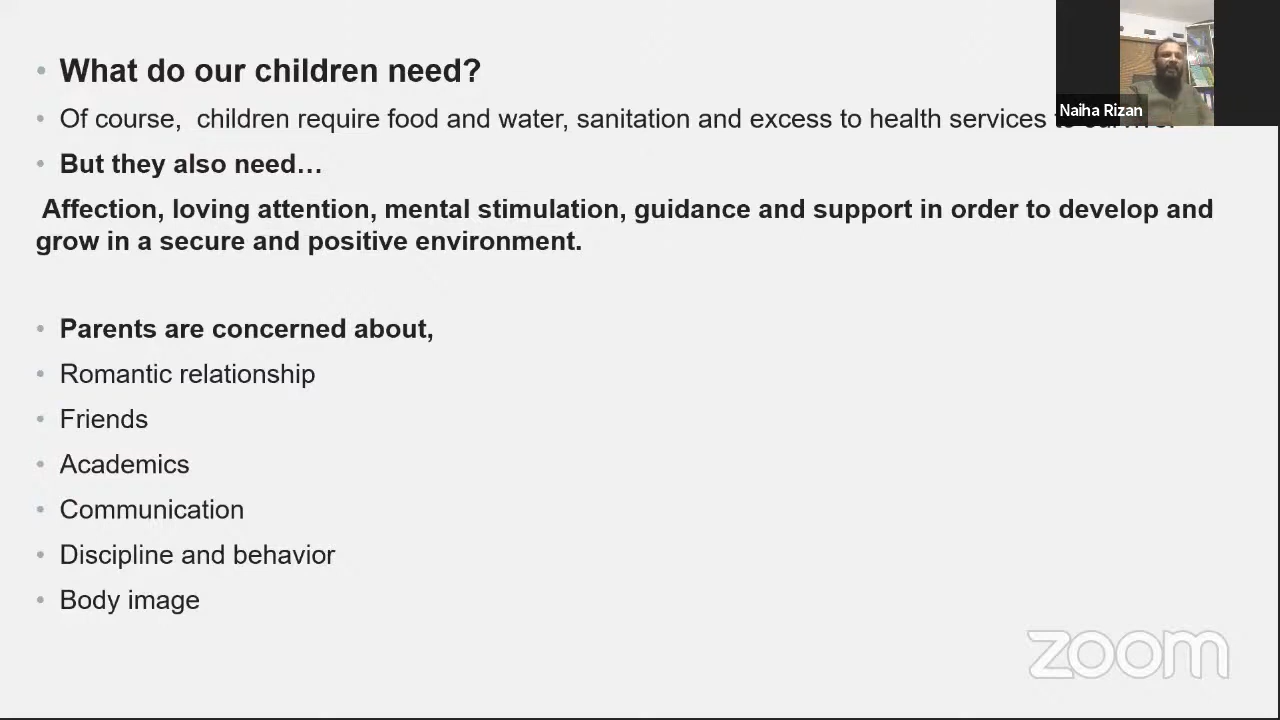 What do our children need?
Naiha Rizan
Of course, children require food and water, sanitation and excess to health services
But they also need…
Affection, loving attention, mental stimulation, guidance and support in order to develop and
grow in a secure and positive environment.
Parents are concerned about,
Romantic relationship
Friends
Academics
Communication
Discipline and behavior
Body image
zoom